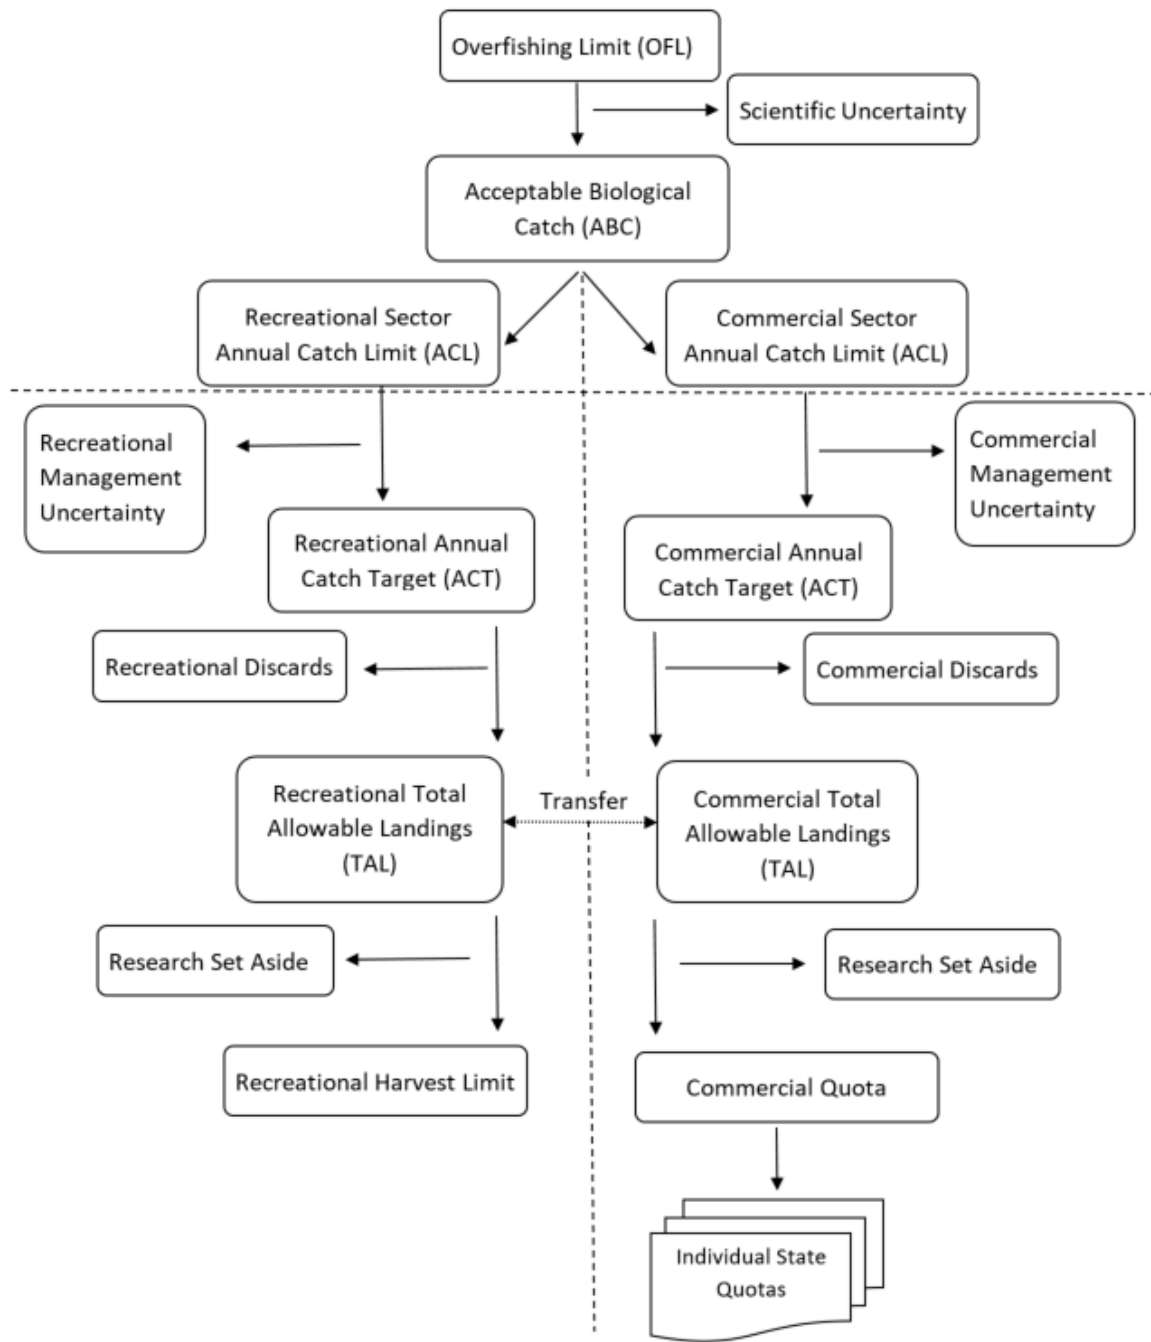 Overfishing Limit (OFL)
Scientific Uncertainty
Acceptable Biological
Catch (ABC)
Recreational Sector
Annual Catch Limit (ACL)
Commercial Sector
Annual Catch Limit (ACL)
Recreational
Management
Uncertainty
Commercial
Management
Uncertainty
Recreational Annual
Catch Target (ACT)
Commercial Annual
Catch Target (ACT)
Recreational Discards
Commercial Discards
Recreational Total
Allowable Landings
(TAL)
Transfer
Commercial Total
Allowable Landings
(TAL)
Research Set Aside
Research Set Aside
Recreational Harvest Limit
Commercial Quota
Individual State
Quotas